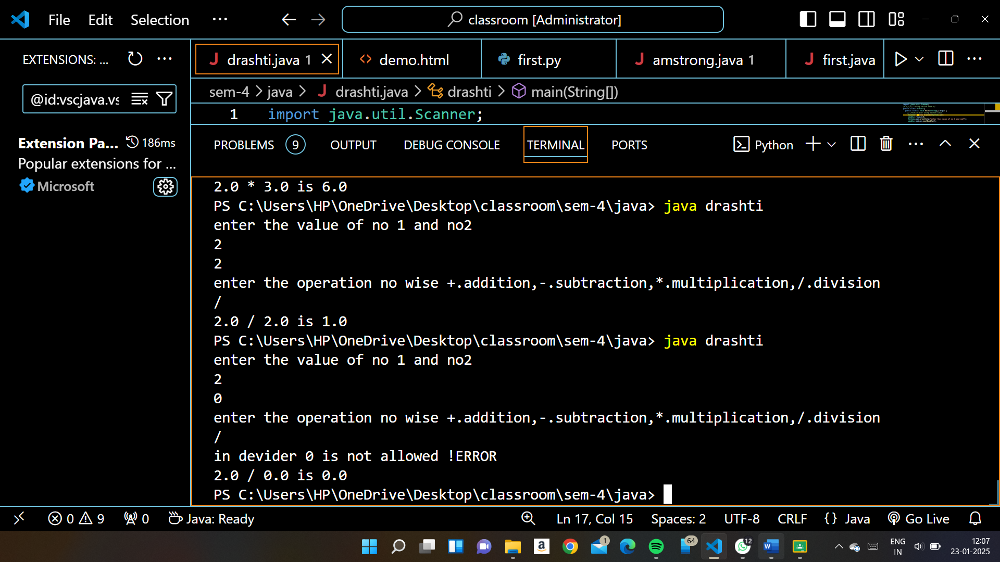 File Edit Selection ...
classroom [Administrator]
EXTENSIONS: ...
drashti.java 1
demo.html
first.py
amstrong.java 1
first.java
@id:vscjava.vs
sem-4 > java > drashti.java > drashti > main(String[])
1 import java.util.Scanner;
Extension Pa... 186ms
Popular extensions for ...
Microsoft
PROBLEMS 9 OUTPUT DEBUG CONSOLE TERMINAL PORTS
Python
2.0 * 3.0 is 6.0
PS C:\Users\HP\OneDrive\Desktop\classroom\sem-4\java> java drashti
enter the value of no 1 and no2
2
2
enter the operation no wise +.addition,-.subtraction,*.multiplication,/.division
/
2.0 / 2.0 is 1.0
PS C:\Users\HP\OneDrive\Desktop\classroom\sem-4\java> java drashti
enter the value of no 1 and no2
2
0
enter the operation no wise +.addition,-.subtraction,*.multiplication,/.division
/
in devider 0 is not allowed !ERROR
2.0 / 0.0 is 0.0
PS C:\Users\HP\OneDrive\Desktop\classroom\sem-4\java>
0 9 0 Java: Ready
Ln 17, Col 15 Spaces: 2 UTF-8 CRLF {} Java Go Live
a
1
64
12
ENG
IN
12:07
23-01-2025